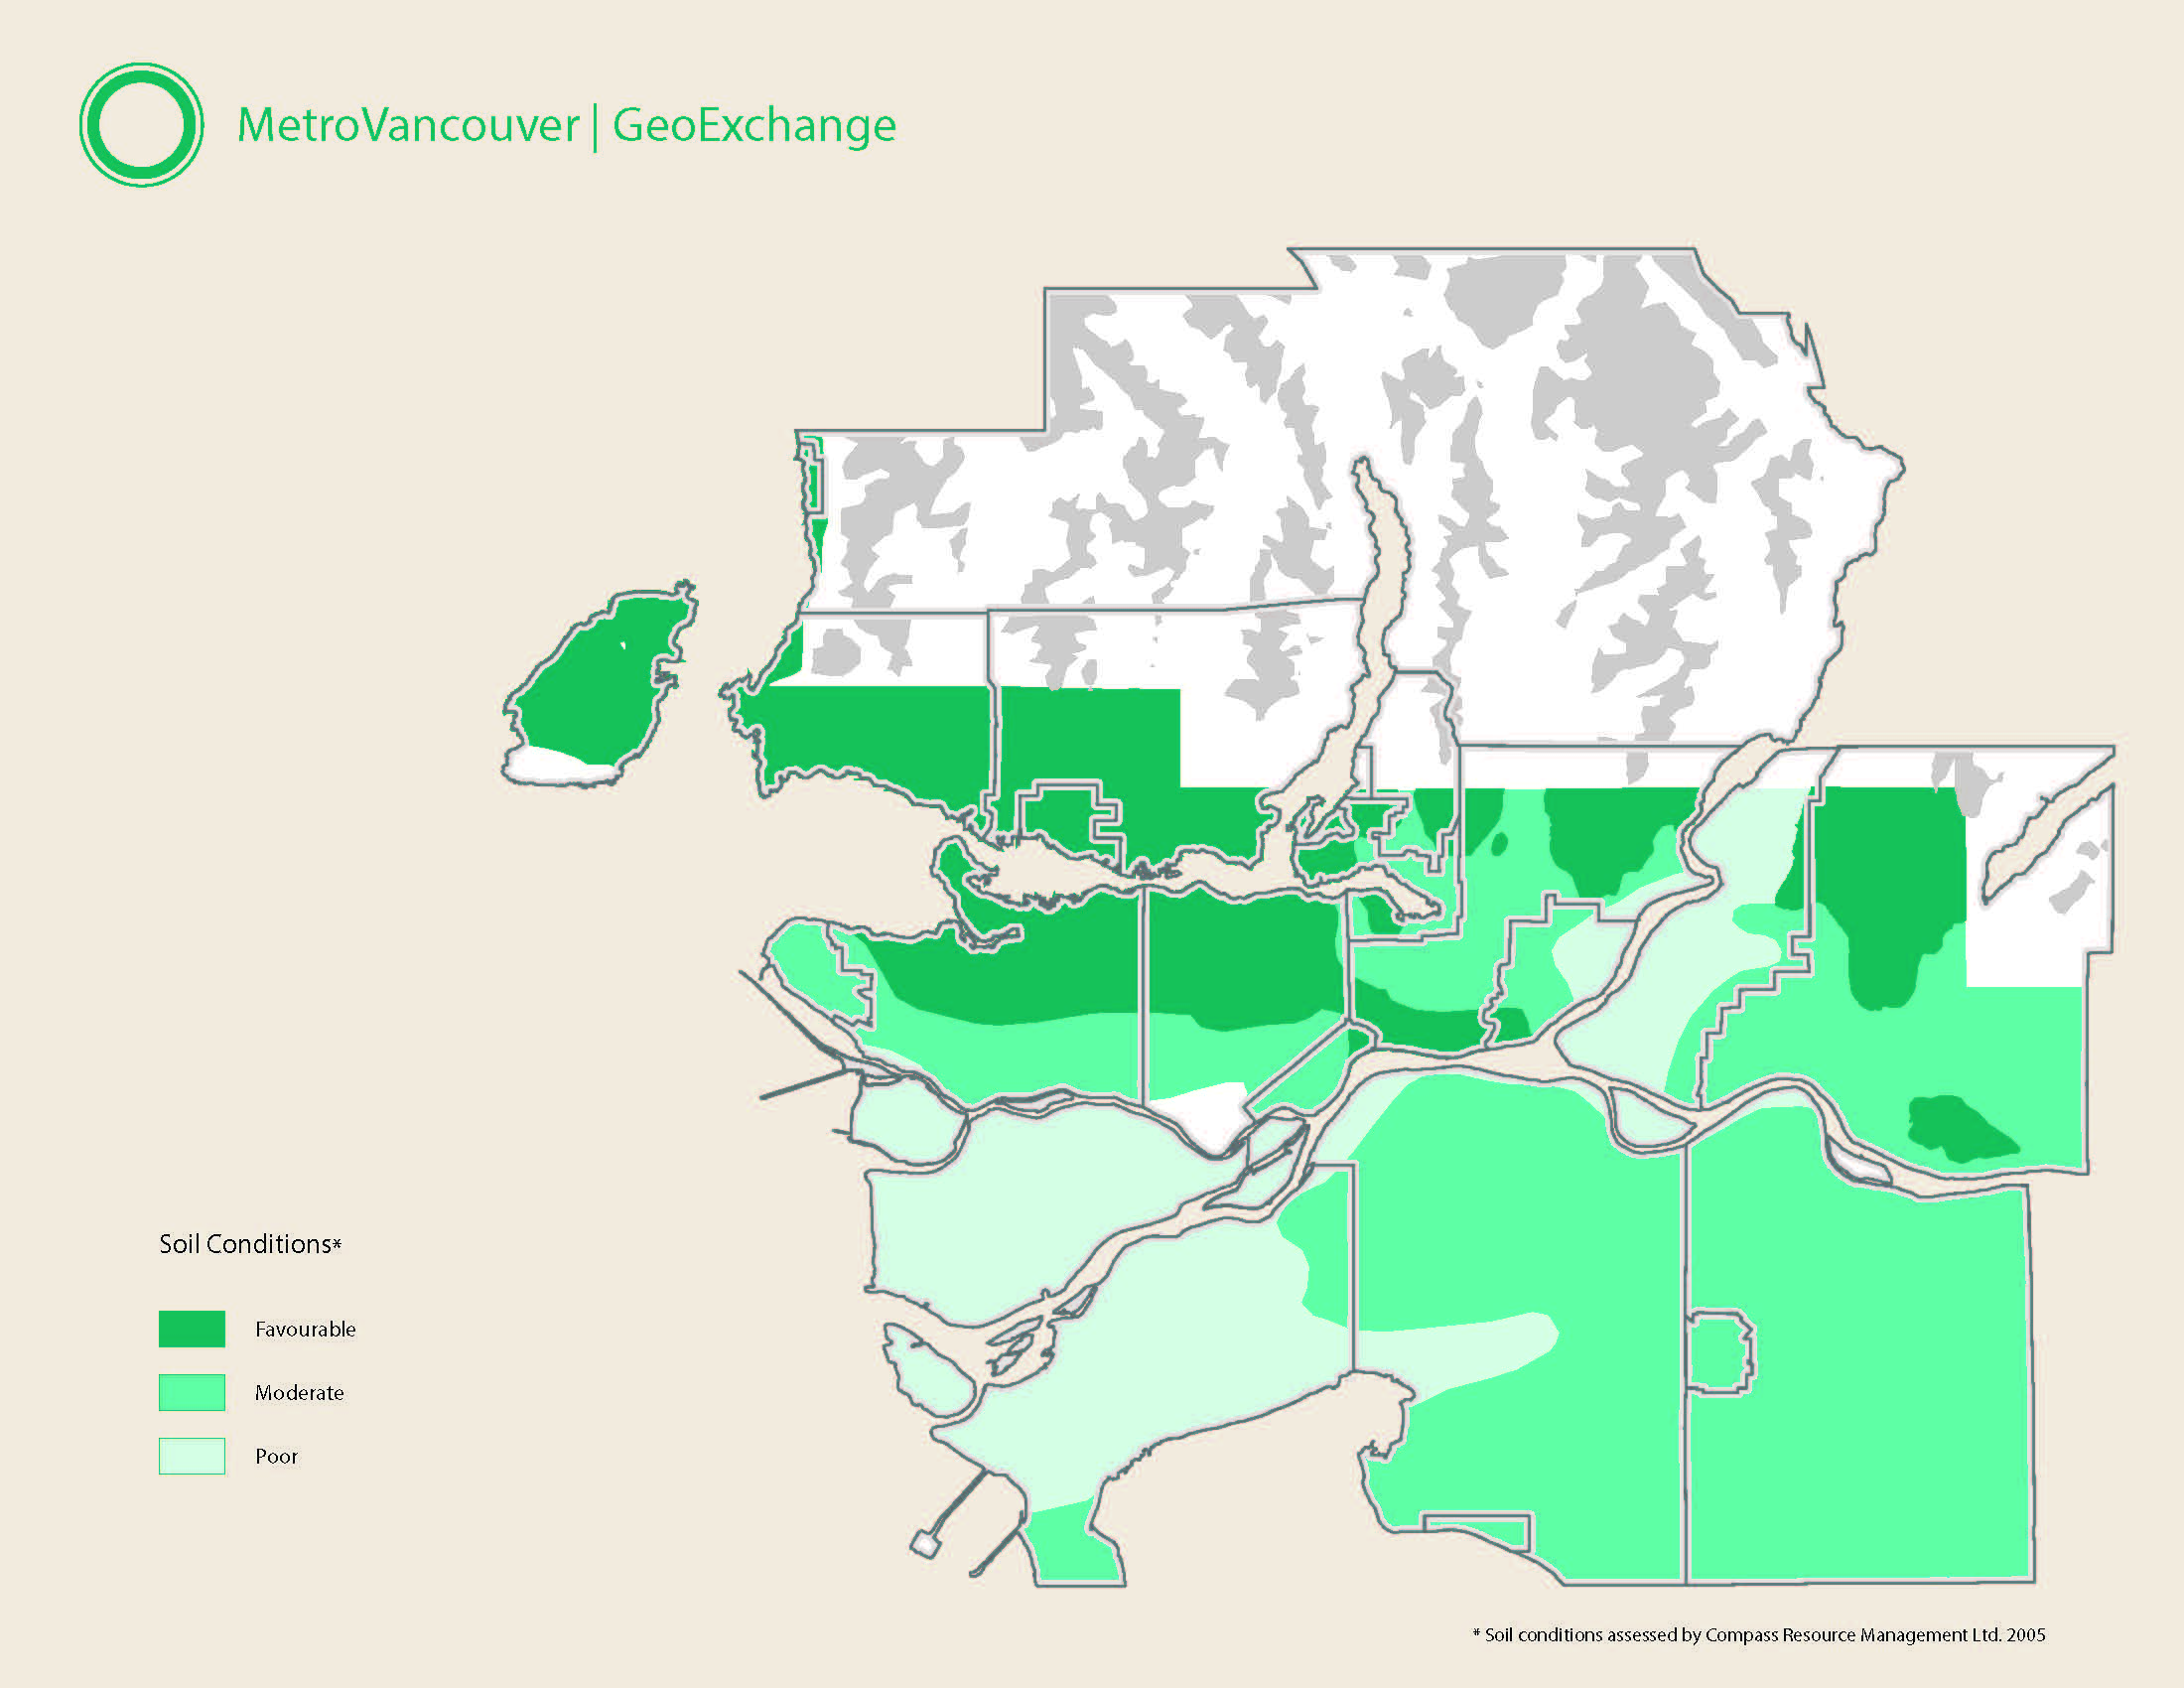 MetroVancouver | GeoExchange
Soil Conditions*
Favourable
Moderate
Poor
* Soil conditions assessed by Compass Resource Management Ltd. 2005